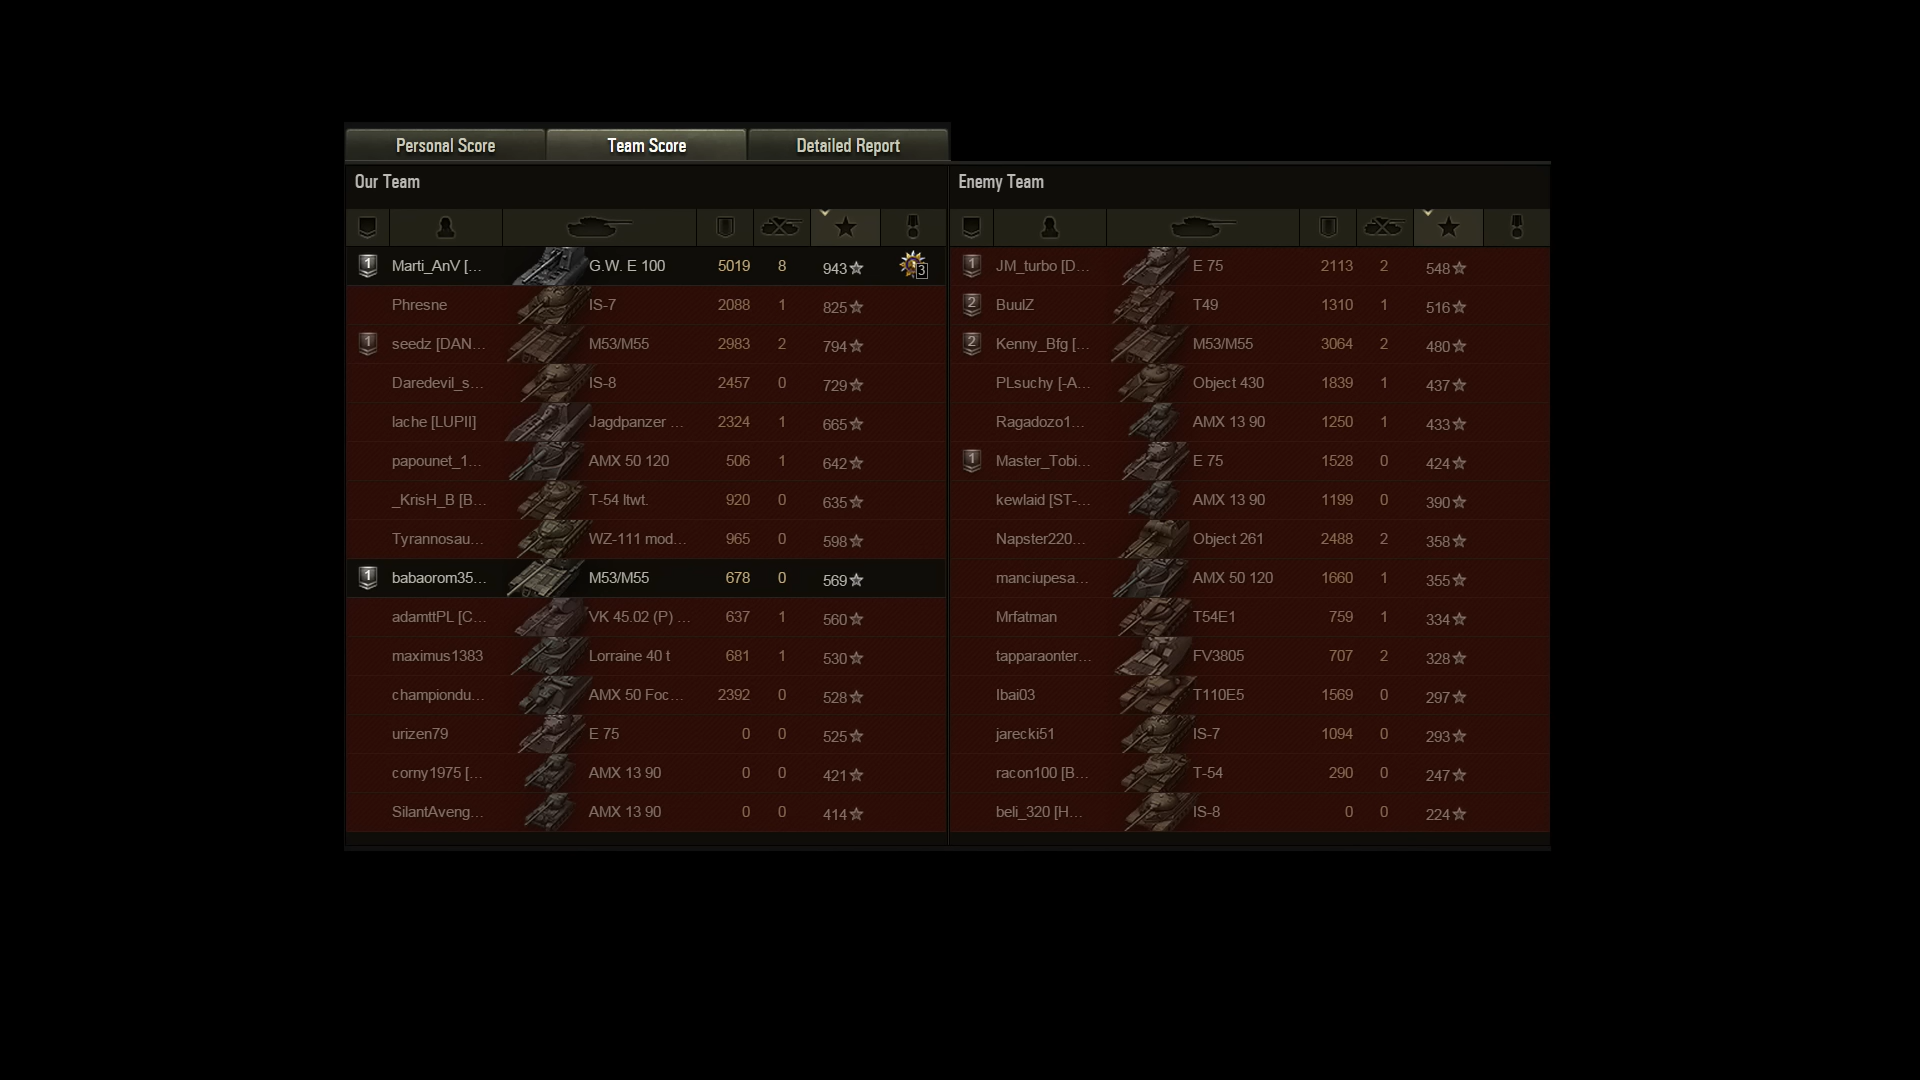 Personal Score Team Score Detailed Report
Our Team
1 Marti_AnV [... G.W. E 100 5019 8 943 3
Phresne IS-7 2088 1 825
1 seedz [DAN... M53/M55 2983 2 794
Daredevil_s... IS-8 2457 0 729
lache [LUPII] Jagdpanzer ... 2324 1 665
papounet_1... AMX 50 120 506 1 642
_KrisH_B [B... T-54 ltwt. 920 0 635
Tyrannosau... WZ-111 mod... 965 0 598
1 babaorom35... M53/M55 678 0 569
adamttPL [C... VK 45.02 (P) ... 637 1 560
maximus1383 Lorraine 40 t 681 1 530
championdu... AMX 50 Foc... 2392 0 528
urizen79 E 75 0 0 525
corny1975 [... AMX 13 90 0 0 421
SilantAveng... AMX 13 90 0 0 414
Enemy Team
1 JM_turbo [D... E 75 2113 2 548
2 BuulZ T49 1310 1 516
2 Kenny_Bfg [... M53/M55 3064 2 480
PLsuchy [-A... Object 430 1839 1 437
Ragadozo1... AMX 13 90 1250 1 433
1 Master_Tobi... E 75 1528 0 424
kewlaid [ST-... AMX 13 90 1199 0 390
Napster220... Object 261 2488 2 358
manciupesa... AMX 50 120 1660 1 355
Mrfatman T54E1 759 1 334
tapparaonter... FV3805 707 2 328
Ibai03 T110E5 1569 0 297
jarecki51 IS-7 1094 0 293
racon100 [B... T-54 290 0 247
beli_320 [H... IS-8 0 0 224